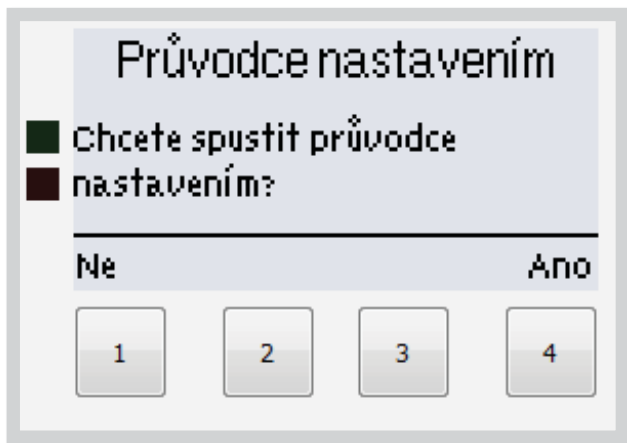 Průvodce nastavením
Chcete spustit průvodce
nastavením?
Ne Ano
1 2 3 4